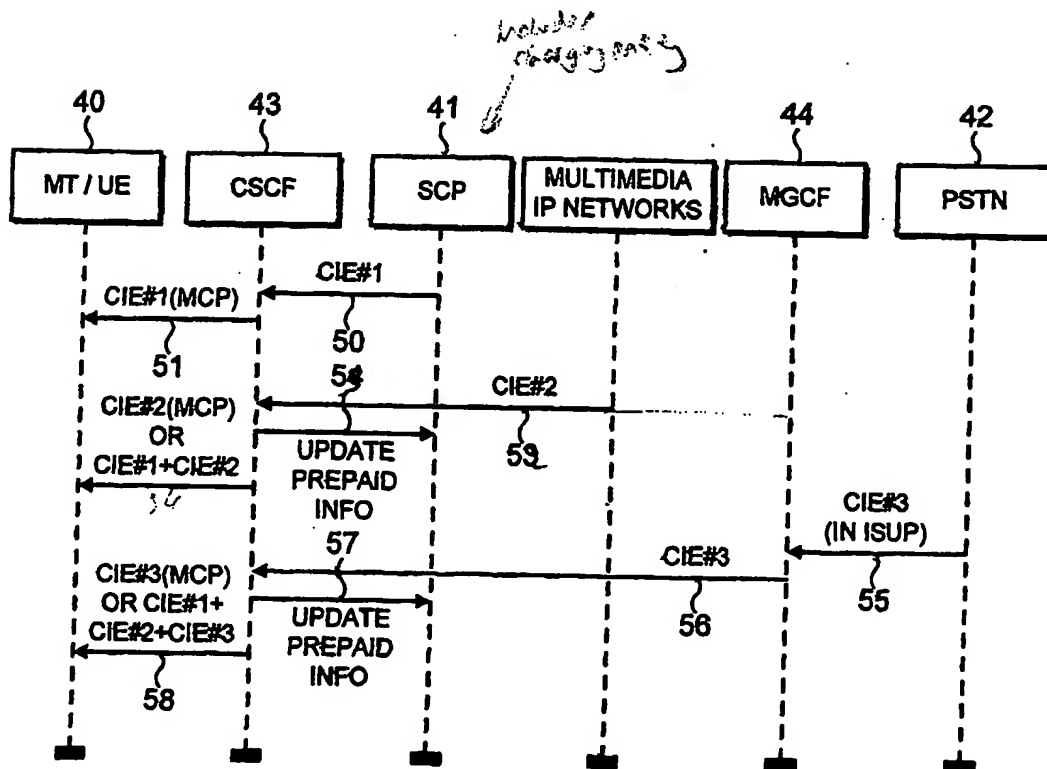 charging entity
40
43
41
44
42
MT / UE
CSCF
SCP
MULTIMEDIA
IP NETWORKS
MGCF
PSTN
CIE#1
CIE#1(MCP)
50
51
54
CIE#2
CIE#2(MCP)
OR
CIE#1+CIE#2
UPDATE
PREPAID
INFO
CIE#3
(IN ISUP)
57
CIE#3
CIE#3(MCP)
OR CIE#1+
CIE#2+CIE#3
UPDATE
PREPAID
INFO
56
55
58